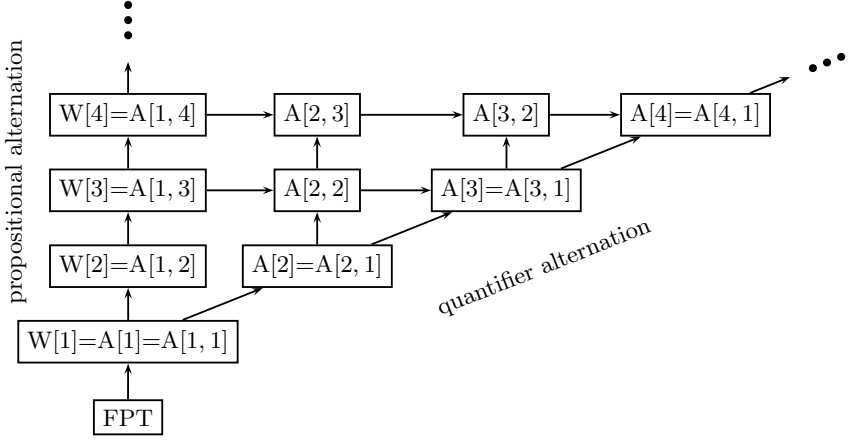 propositional alternation
W[4]=A[1, 4] A[2, 3] A[3, 2] A[4]=A[4, 1]
W[3]=A[1, 3] A[2, 2] A[3]=A[3, 1]
W[2]=A[1, 2] A[2]=A[2, 1]
quantifier alternation
W[1]=A[1]=A[1, 1]
FPT